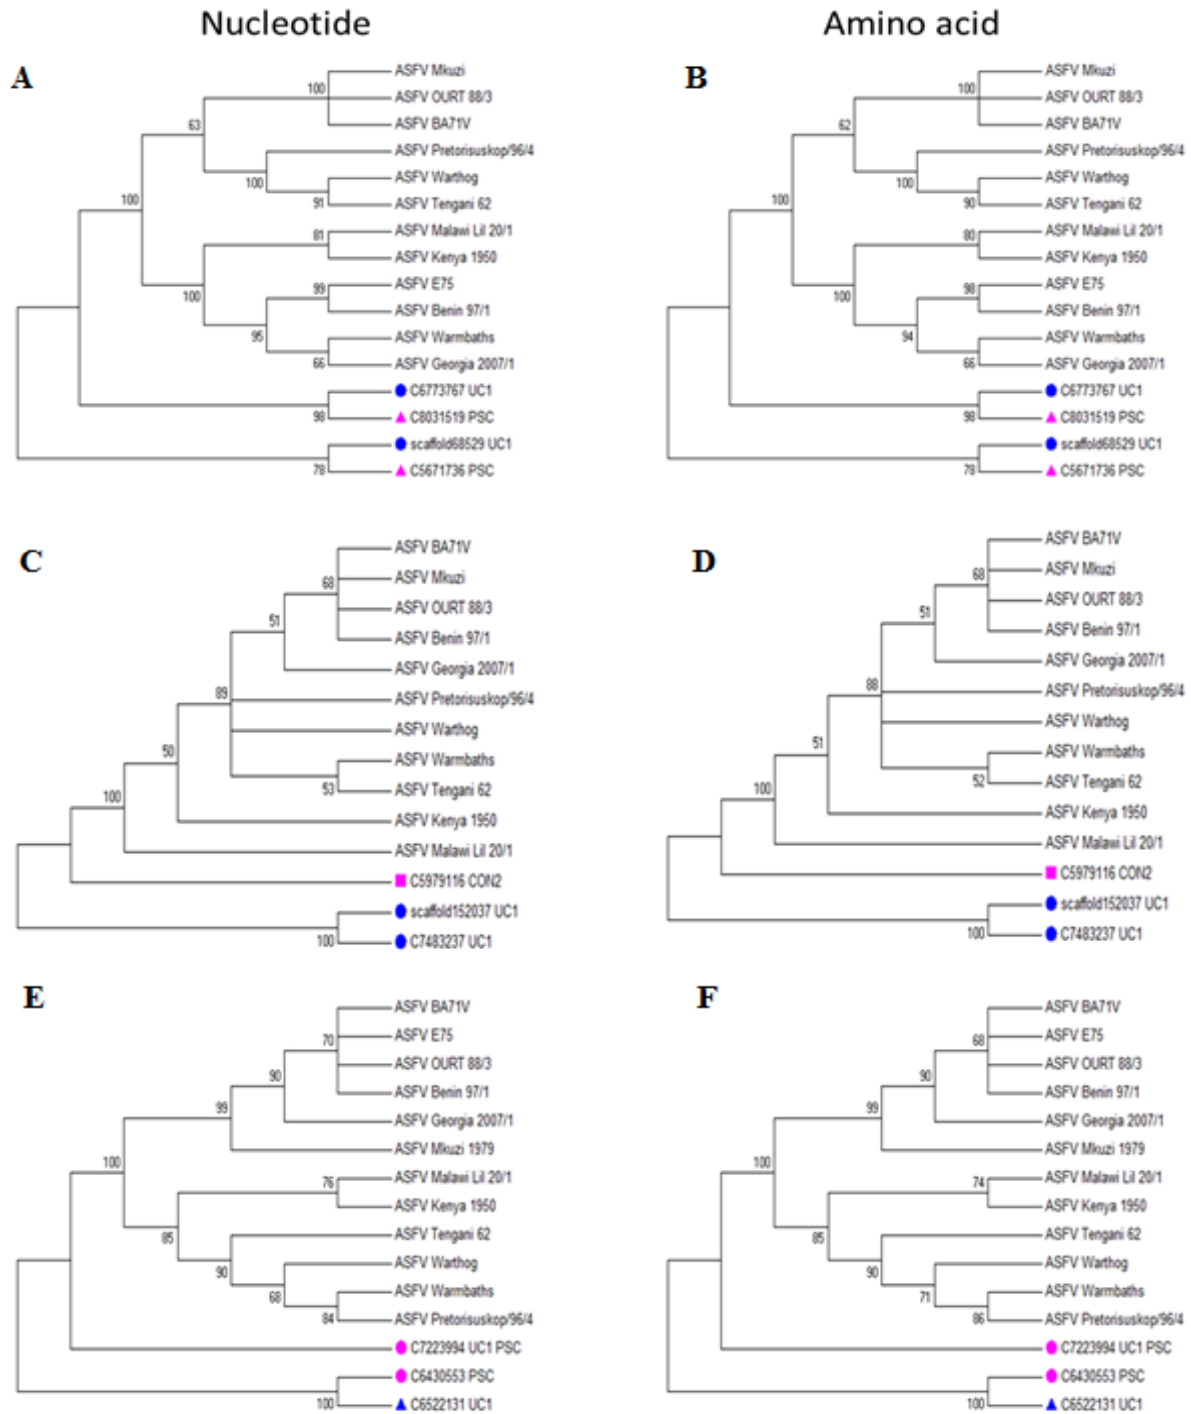 Nucleotide
Amino acid
A
ASFV Mkuzi
ASFV OURT 88/3
ASFV BA71V
ASFV Pretorisuskop/96/4
ASFV Warthog
ASFV Tengani 62
ASFV Malawi Lil 20/1
ASFV Kenya 1950
ASFV E75
ASFV Benin 97/1
ASFV Warmbaths
ASFV Georgia 2007/1
C6773767 UC1
C8031519 PSC
scaffold68529 UC1
C5671736 PSC
100
63
100
91
100
81
100
99
95
66
98
78
B
ASFV Mkuzi
ASFV OURT 88/3
ASFV BA71V
ASFV Pretorisuskop/96/4
ASFV Warthog
ASFV Tengani 62
ASFV Malawi Lil 20/1
ASFV Kenya 1950
ASFV E75
ASFV Benin 97/1
ASFV Warmbaths
ASFV Georgia 2007/1
C6773767 UC1
C8031519 PSC
scaffold68529 UC1
C5671736 PSC
100
62
100
90
100
80
100
98
94
66
98
78
C
ASFV BA71V
ASFV Mkuzi
ASFV OURT 88/3
ASFV Benin 97/1
ASFV Georgia 2007/1
ASFV Pretorisuskop/96/4
ASFV Warthog
ASFV Warmbaths
ASFV Tengani 62
ASFV Kenya 1950
ASFV Malawi Lil 20/1
C5979116 CON2
scaffold152037 UC1
C7483237 UC1
68
51
89
50
53
100
100
D
ASFV BA71V
ASFV Mkuzi
ASFV OURT 88/3
ASFV Benin 97/1
ASFV Georgia 2007/1
ASFV Pretorisuskop/96/4
ASFV Warthog
ASFV Warmbaths
ASFV Tengani 62
ASFV Kenya 1950
ASFV Malawi Lil 20/1
C5979116 CON2
scaffold152037 UC1
C7483237 UC1
68
51
88
51
52
100
100
E
ASFV BA71V
ASFV E75
ASFV OURT 88/3
ASFV Benin 97/1
ASFV Georgia 2007/1
ASFV Mkuzi 1979
ASFV Malawi Lil 20/1
ASFV Kenya 1950
ASFV Tengani 62
ASFV Warthog
ASFV Warmbaths
ASFV Pretorisuskop/96/4
C7223994 UC1 PSC
C6430553 PSC
C6522131 UC1
70
90
99
100
76
85
90
68
84
100
F
ASFV BA71V
ASFV E75
ASFV OURT 88/3
ASFV Benin 97/1
ASFV Georgia 2007/1
ASFV Mkuzi 1979
ASFV Malawi Lil 20/1
ASFV Kenya 1950
ASFV Tengani 62
ASFV Warthog
ASFV Warmbaths
ASFV Pretorisuskop/96/4
C7223994 UC1 PSC
C6430553 PSC
C6522131 UC1
68
90
99
100
74
85
90
71
86
100